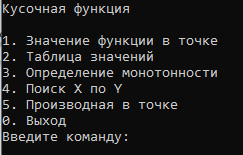 Кусочная функция
1. Значение функции в точке
2. Таблица значений
3. Определение монотонности
4. Поиск X по Y
5. Производная в точке
0. Выход
Введите команду: